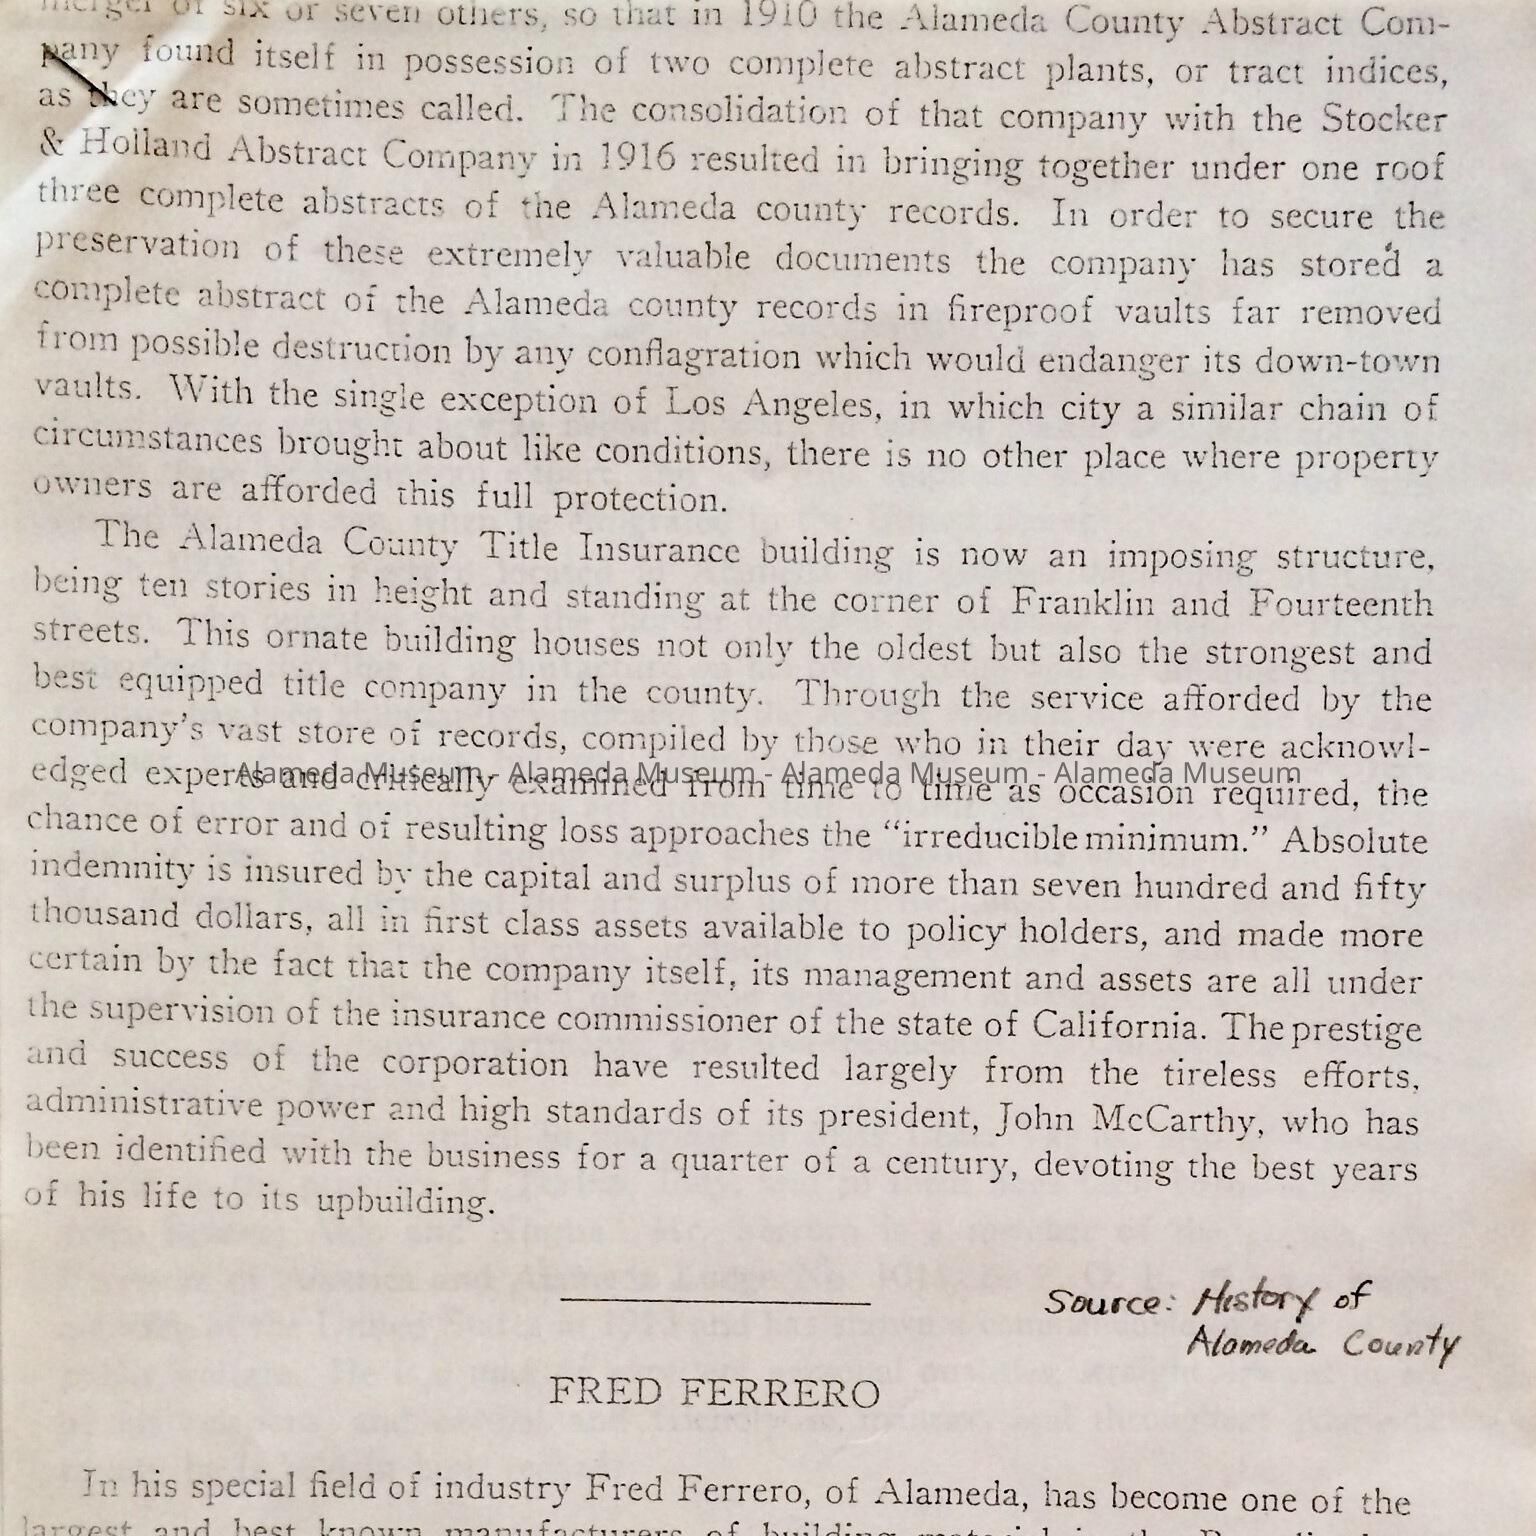 merger of six or seven others, so that in 1910 the Alameda County Abstract Com-
pany found itself in possession of two complete abstract plants, or tract indices,
as they are sometimes called. The consolidation of that company with the Stocker
& Holland Abstract Company in 1916 resulted in bringing together under one roof
three complete abstracts of the Alameda county records. In order to secure the
preservation of these extremely valuable documents the company has stored a
complete abstract of the Alameda county records in fireproof vaults far removed
from possible destruction by any conflagration which would endanger its down-town
vaults. With the single exception of Los Angeles, in which city a similar chain of
circumstances brought about like conditions, there is no other place where property
owners are afforded this full protection.
The Alameda County Title Insurance building is now an imposing structure,
being ten stories in height and standing at the corner of Franklin and Fourteenth
streets. This ornate building houses not only the oldest but also the strongest and
best equipped title company in the county. Through the service afforded by the
company's vast store of records, compiled by those who in their day were acknowl-
edged experts and critically examined from time to time as occasion required, the
Alameda Museum - Alameda Museum - Alameda Museum - Alameda Museum
chance of error and of resulting loss approaches the “irreducible minimum.” Absolute
indemnity is insured by the capital and surplus of more than seven hundred and fifty
thousand dollars, all in first class assets available to policy holders, and made more
certain by the fact that the company itself, its management and assets are all under
the supervision of the insurance commissioner of the state of California. The prestige
and success of the corporation have resulted largely from the tireless efforts,
administrative power and high standards of its president, John McCarthy, who has
been identified with the business for a quarter of a century, devoting the best years
of his life to its upbuilding.
Source: History of
Alameda County
FRED FERRERO
In his special field of industry Fred Ferrero, of Alameda, has become one of the
largest and best known manufacturers of building material in the